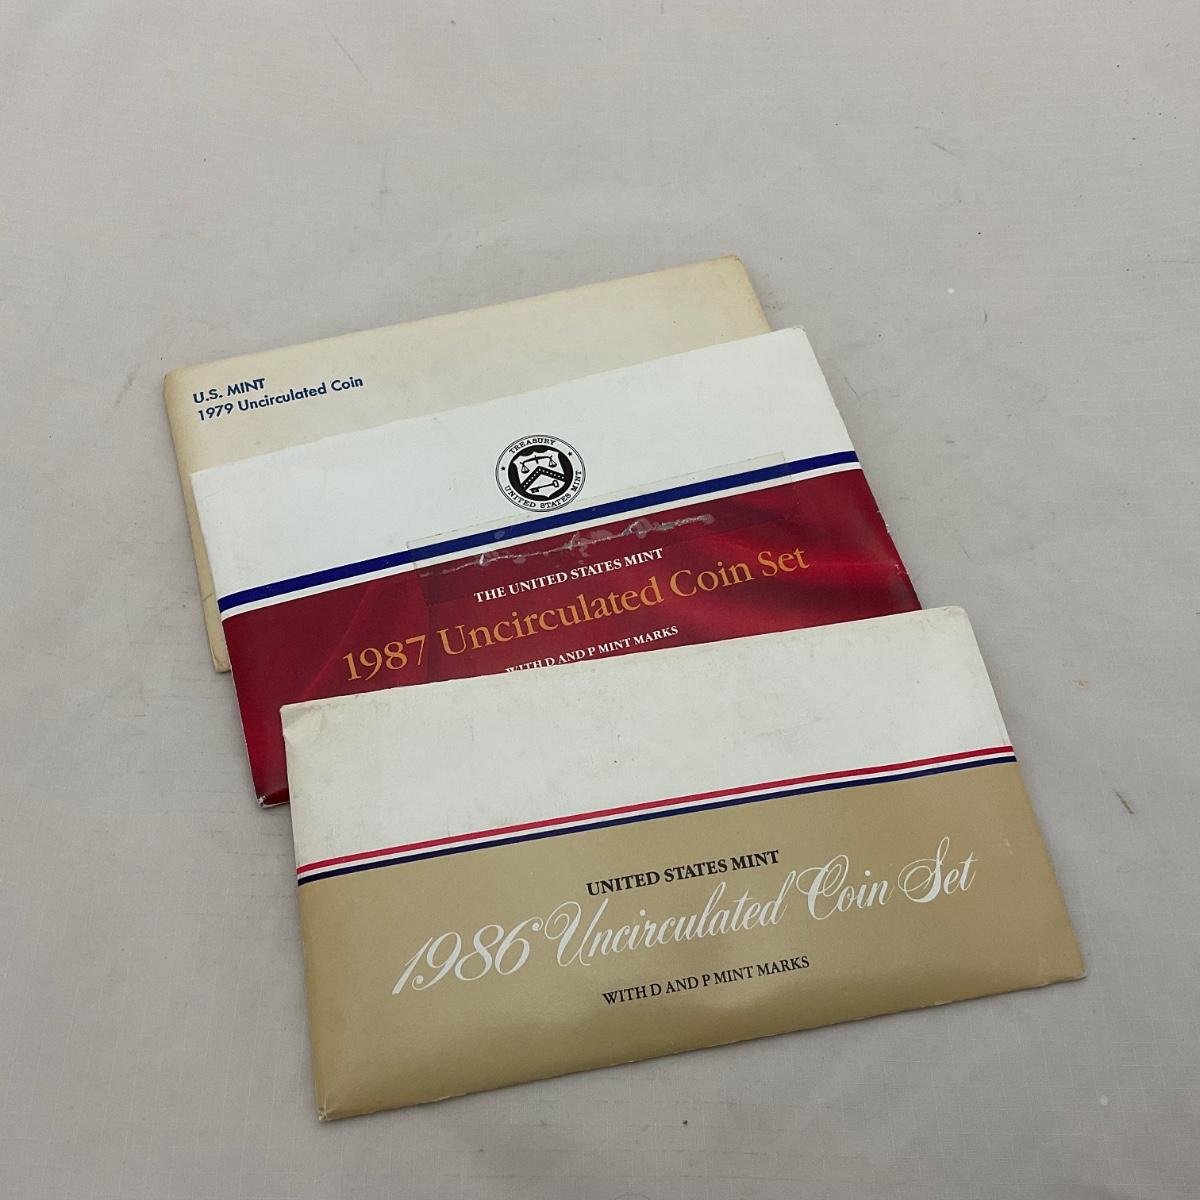 U.S. MINT
1979 Uncirculated Coin
TREASURY
UNITED STATES MINT
THE UNITED STATES MINT
1987 Uncirculated Coin Set
WITH D AND P MINT MARKS
UNITED STATES MINT
1986 Uncirculated Coin Set
WITH D AND P MINT MARKS